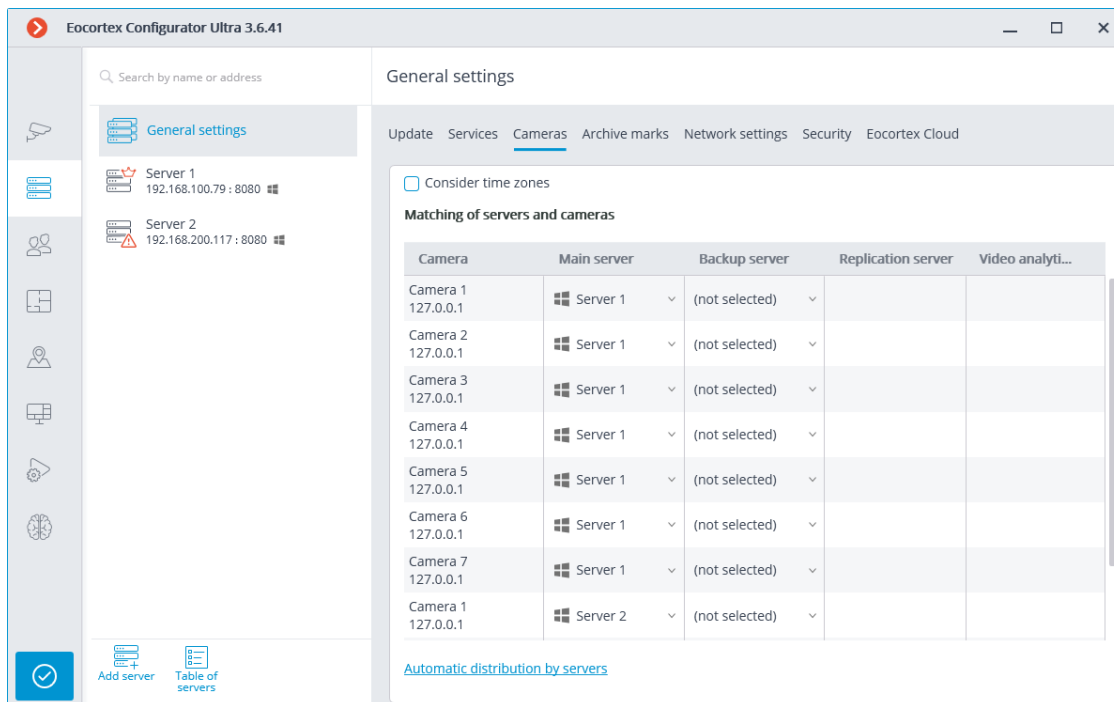 Eocortex Configurator Ultra 3.6.41
Search by name or address
General settings
Server 1
192.168.100.79 : 8080
Server 2
192.168.200.117 : 8080
Add server
Table of
servers
General settings
Update Services Cameras Archive marks Network settings Security Eocortex Cloud
Consider time zones
Matching of servers and cameras
Camera Main server Backup server Replication server Video analyti...
Camera 1
127.0.0.1 Server 1 (not selected)
Camera 2
127.0.0.1 Server 1 (not selected)
Camera 3
127.0.0.1 Server 1 (not selected)
Camera 4
127.0.0.1 Server 1 (not selected)
Camera 5
127.0.0.1 Server 1 (not selected)
Camera 6
127.0.0.1 Server 1 (not selected)
Camera 7
127.0.0.1 Server 1 (not selected)
Camera 1
127.0.0.1 Server 2 (not selected)
Automatic distribution by servers